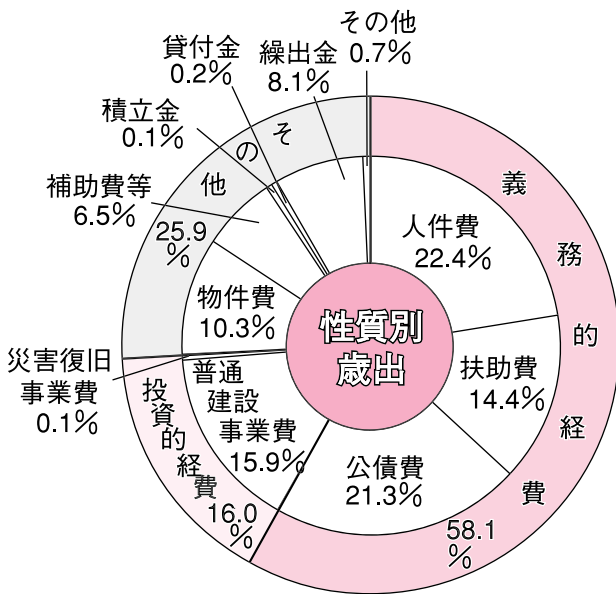 その他
0.7%
貸付金
0.2%
繰出金
8.1%
積立金
0.1%
補助費等
6.5%
その他
25.9
%
義務的経費
58.1
%
人件費
22.4%
物件費
10.3%
性質別
歳出
扶助費
14.4%
災害復旧
事業費
0.1%
普通
建設
事業費
15.9%
公債費
21.3%
投資的経費
16.0
%